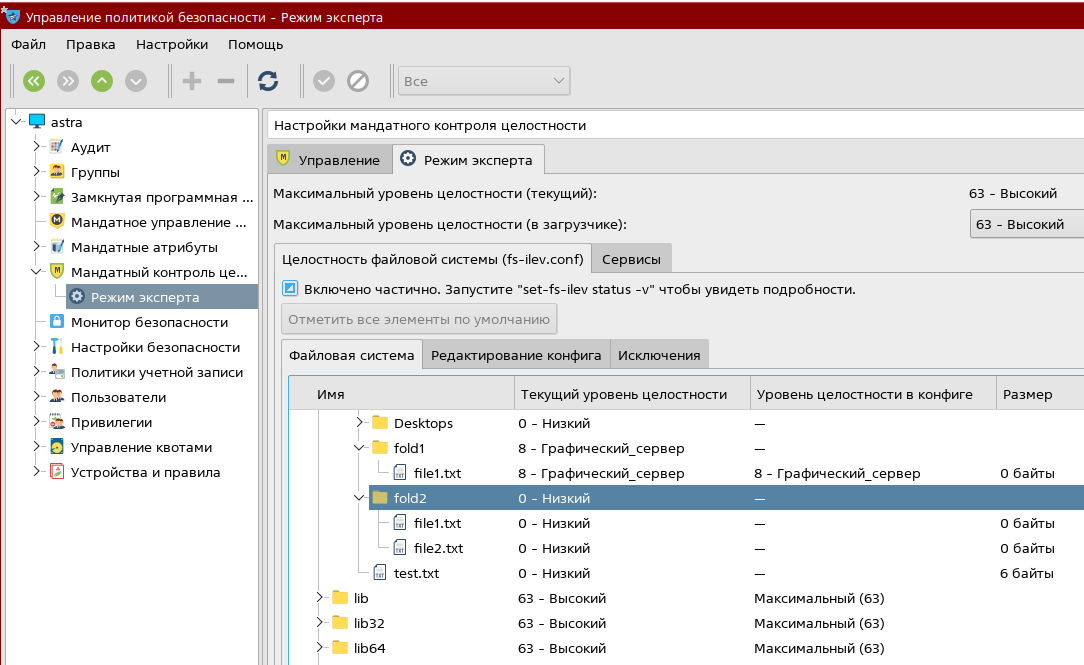 Управление политикой безопасности – Режим эксперта
Файл Правка Настройки Помощь
Все
astra
Аудит
Группы
Замкнутая программная ...
Мандатное управление ...
Мандатные атрибуты
Мандатный контроль це...
Режим эксперта
Монитор безопасности
Настройки безопасности
Политики учетной записи
Пользователи
Привилегии
Управление квотами
Устройства и правила
Настройки мандатного контроля целостности
Управление Режим эксперта
Максимальный уровень целостности (текущий): 63 – Высокий
Максимальный уровень целостности (в загрузчике): 63 – Высокий
Целостность файловой системы (fs-ilev.conf) Сервисы
Включено частично. Запустите "set-fs-ilev status -v" чтобы увидеть подробности.
Отметить все элементы по умолчанию
Файловая система Редактирование конфига Исключения
Имя Текущий уровень целостности Уровень целостности в конфиге Размер
Desktops 0 – Низкий —
fold1 8 – Графический_сервер —
file1.txt 8 – Графический_сервер 8 – Графический_сервер 0 байты
fold2 0 – Низкий —
file1.txt 0 – Низкий — 0 байты
file2.txt 0 – Низкий — 0 байты
test.txt 0 – Низкий — 6 байты
lib 63 – Высокий Максимальный (63)
lib32 63 – Высокий Максимальный (63)
lib64 63 – Высокий Максимальный (63)